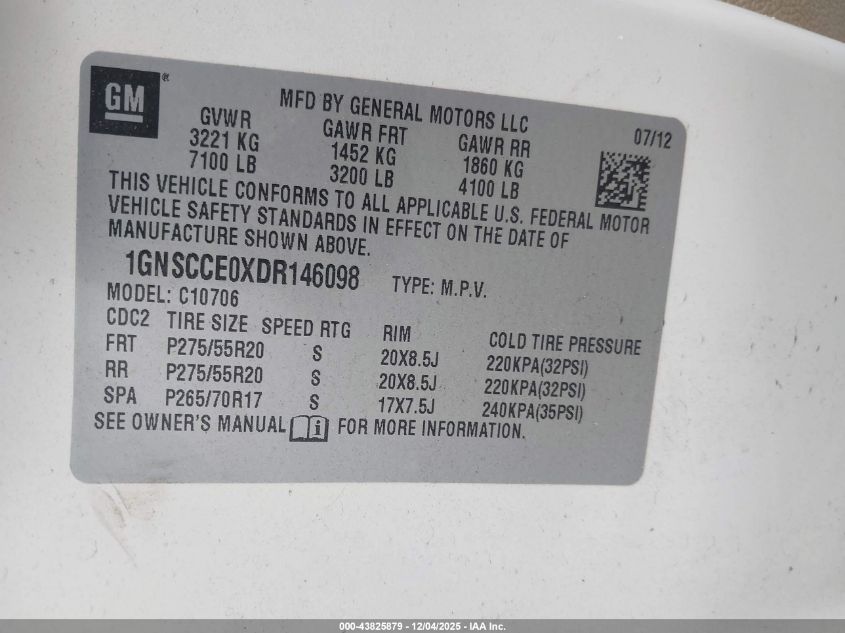 GM®
MFD BY GENERAL MOTORS LLC
07/12
GVWR GAWR FRT GAWR RR
3221 KG 1452 KG 1860 KG
7100 LB 3200 LB 4100 LB
THIS VEHICLE CONFORMS TO ALL APPLICABLE U.S. FEDERAL MOTOR
VEHICLE SAFETY STANDARDS IN EFFECT ON THE DATE OF
MANUFACTURE SHOWN ABOVE.
1GNSCCE0XDR146098 TYPE: M.P.V.
MODEL: C10706
CDC2 TIRE SIZE SPEED RTG RIM COLD TIRE PRESSURE
FRT P275/55R20 S 20X8.5J 220KPA(32PSI)
RR P275/55R20 S 20X8.5J 220KPA(32PSI)
SPA P265/70R17 S 17X7.5J 240KPA(35PSI)
SEE OWNER'S MANUAL i FOR MORE INFORMATION.
000-43825879 - 12/04/2025 - IAA Inc.